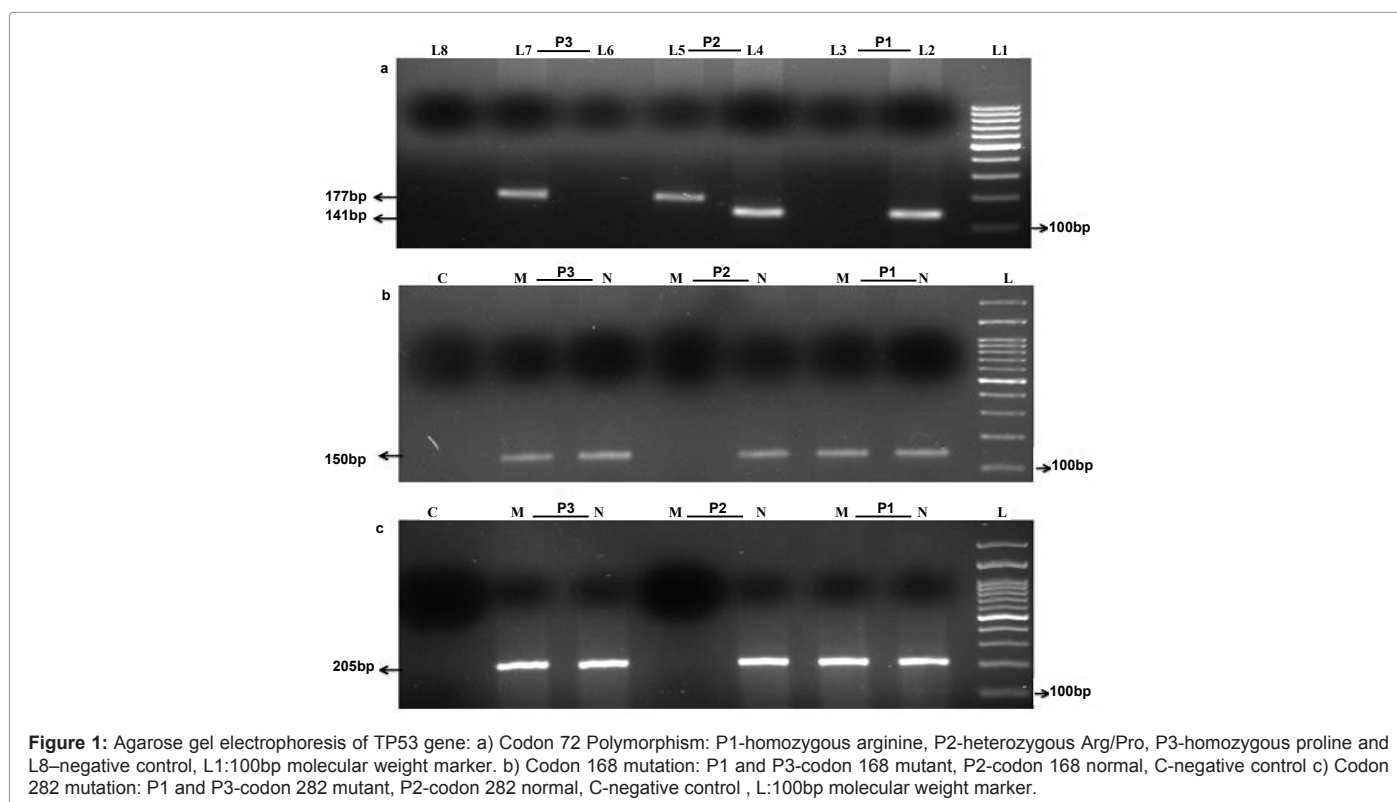 P3 P2 P1
L8 L7 L6 L5 L4 L3 L2 L1
a
177bp
141bp
100bp
P3 P2 P1
C M N M N M N L
b
150bp
100bp
P3 P2 P1
C M N M N M N L
c
205bp
100bp
Figure 1: Agarose gel electrophoresis of TP53 gene: a) Codon 72 Polymorphism: P1-homozygous arginine, P2-heterozygous Arg/Pro, P3-homozygous proline and
L8–negative control, L1:100bp molecular weight marker. b) Codon 168 mutation: P1 and P3-codon 168 mutant, P2-codon 168 normal, C-negative control c) Codon
282 mutation: P1 and P3-codon 282 mutant, P2-codon 282 normal, C-negative control , L:100bp molecular weight marker.